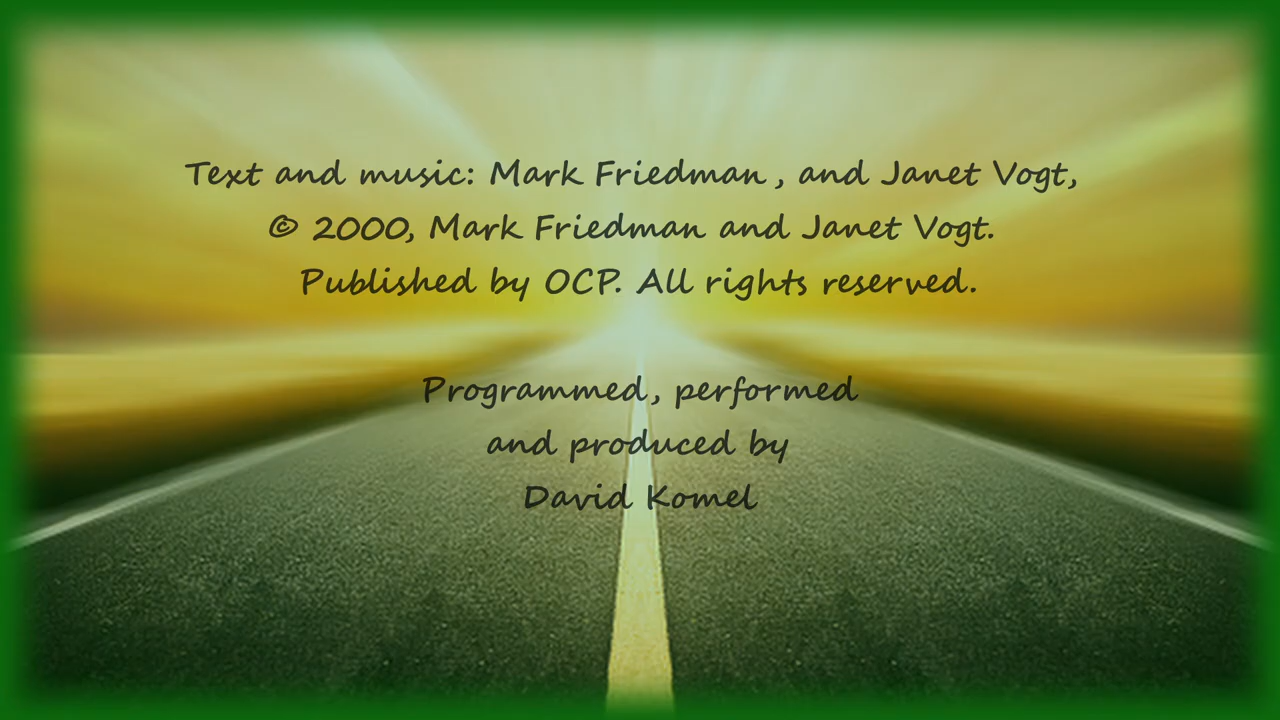 Text and music: Mark Friedman , and Janet Vogt,
© 2000, Mark Friedman and Janet Vogt.
Published by OCP. All rights reserved.
Programmed, performed
and produced by
David Komel